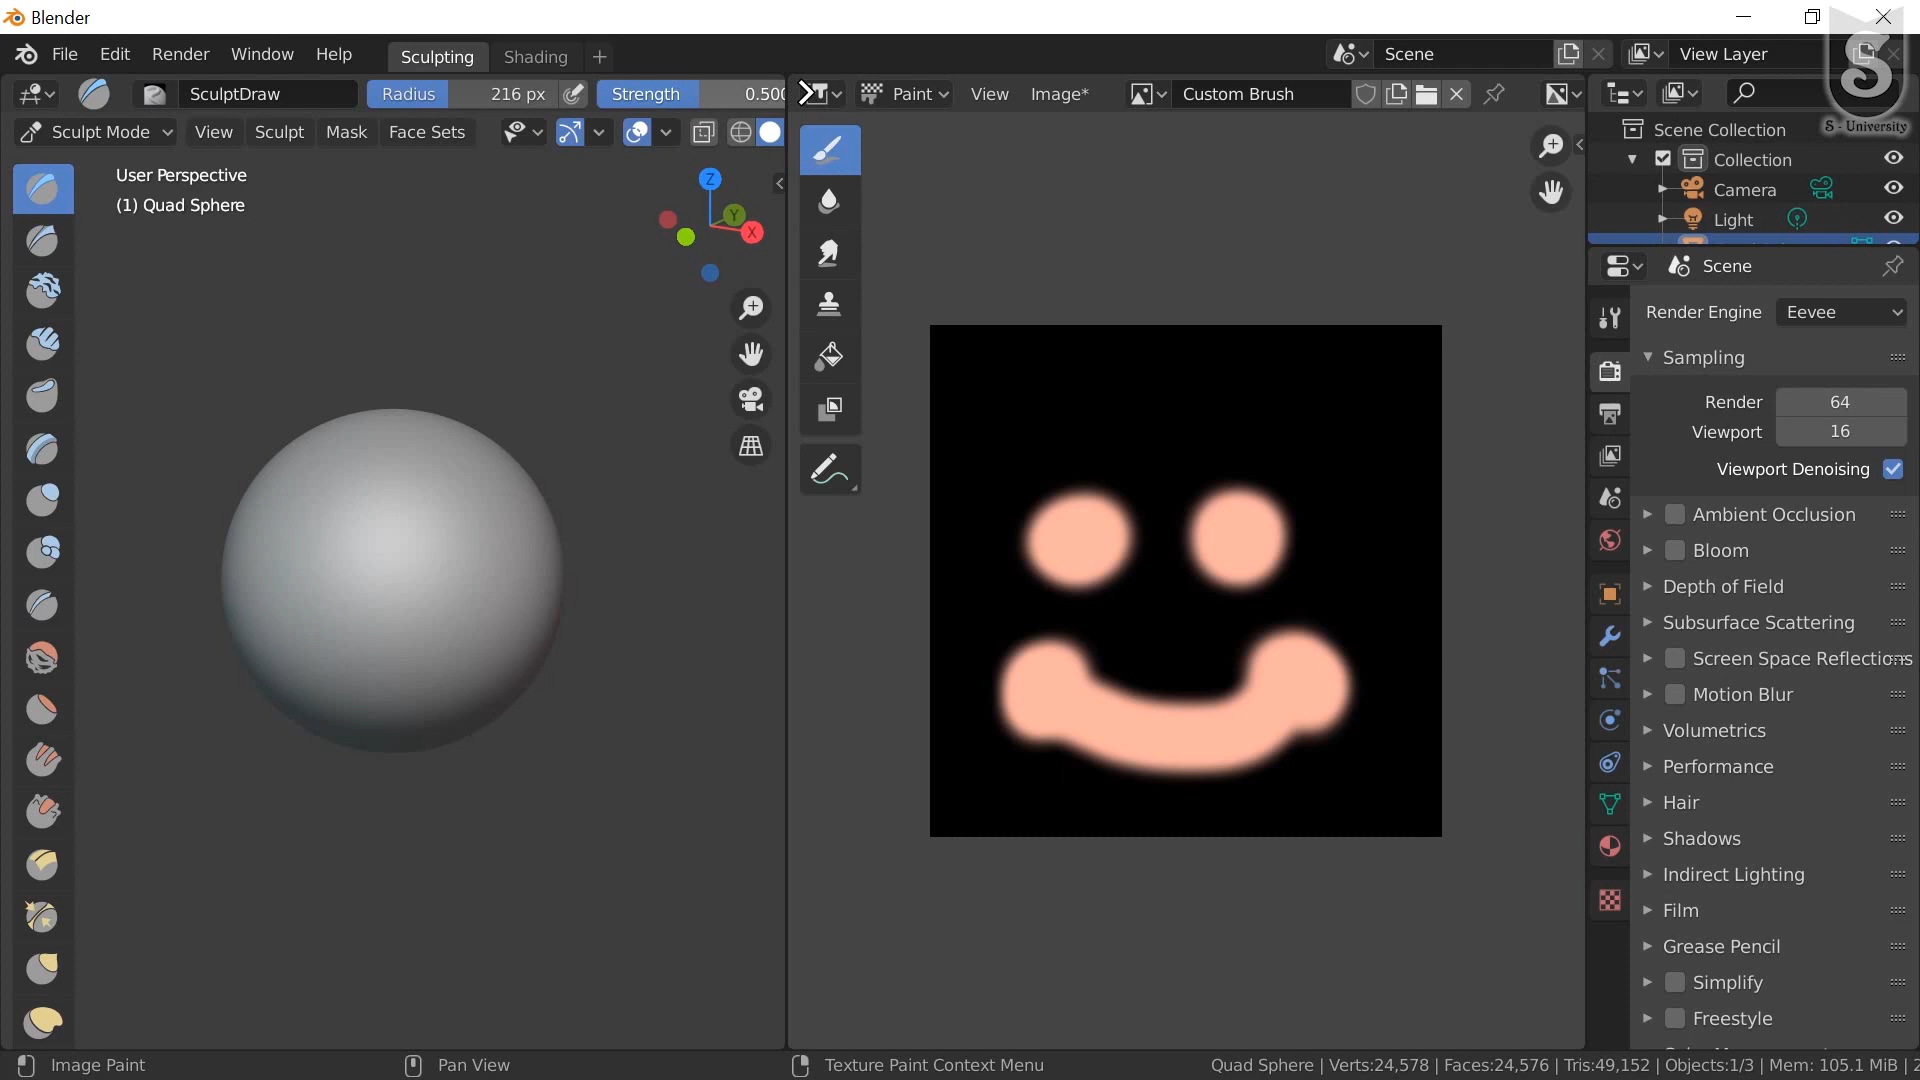 Blender
File Edit Render Window Help Sculpting Shading Scene View Layer
SculptDraw Radius 216 px Strength 0.500 Paint View Image* Custom Brush
Sculpt Mode View Sculpt Mask Face Sets
S - University
User Perspective
(1) Quad Sphere
Z
Y
X
Scene Collection
Collection
Camera
Light
Scene
Render Engine Eevee
Sampling
Render 64
Viewport 16
Viewport Denoising
Ambient Occlusion
Bloom
Depth of Field
Subsurface Scattering
Screen Space Reflections
Motion Blur
Volumetrics
Performance
Hair
Shadows
Indirect Lighting
Film
Grease Pencil
Simplify
Freestyle
Image Paint Pan View Texture Paint Context Menu Quad Sphere | Verts:24,578 | Faces:24,576 | Tris:49,152 | Objects:1/3 | Mem: 105.1 MiB | 2